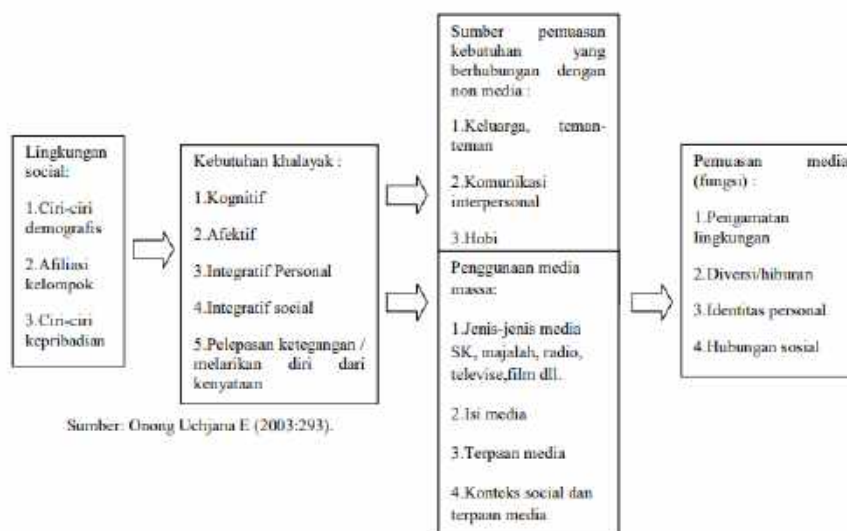 Lingkungan
social:
1.Ciri-ciri
demografis
2.Afiliasi
kelompok
3.Ciri-ciri
kepribadian
Kebutuhan khalayak :
1.Kognitif
2.Afektif
3.Integratif Personal
4.Integratif social
5.Pelepasan ketegangan /
melarikan diri dari
kenyataan
Sumber pemuasan
kebutuhan yang
berhubungan dengan
non media :
1.Keluarga, teman-
teman
2.Komunikasi
interpersonal
3.Hobi
Penggunaan media
massa:
1.Jenis-jenis media
SK, majalah, radio,
televise,film dll.
2.Isi media
3.Terpaan media
4.Konteks social dan
terpaan media
Pemuasan media
(fungsi) :
1.Pengamatan
lingkungan
2.Diversi/hiburan
3.Identitas personal
4.Hubungan sosial
Sumber: Onong Uchjana E (2003:293).